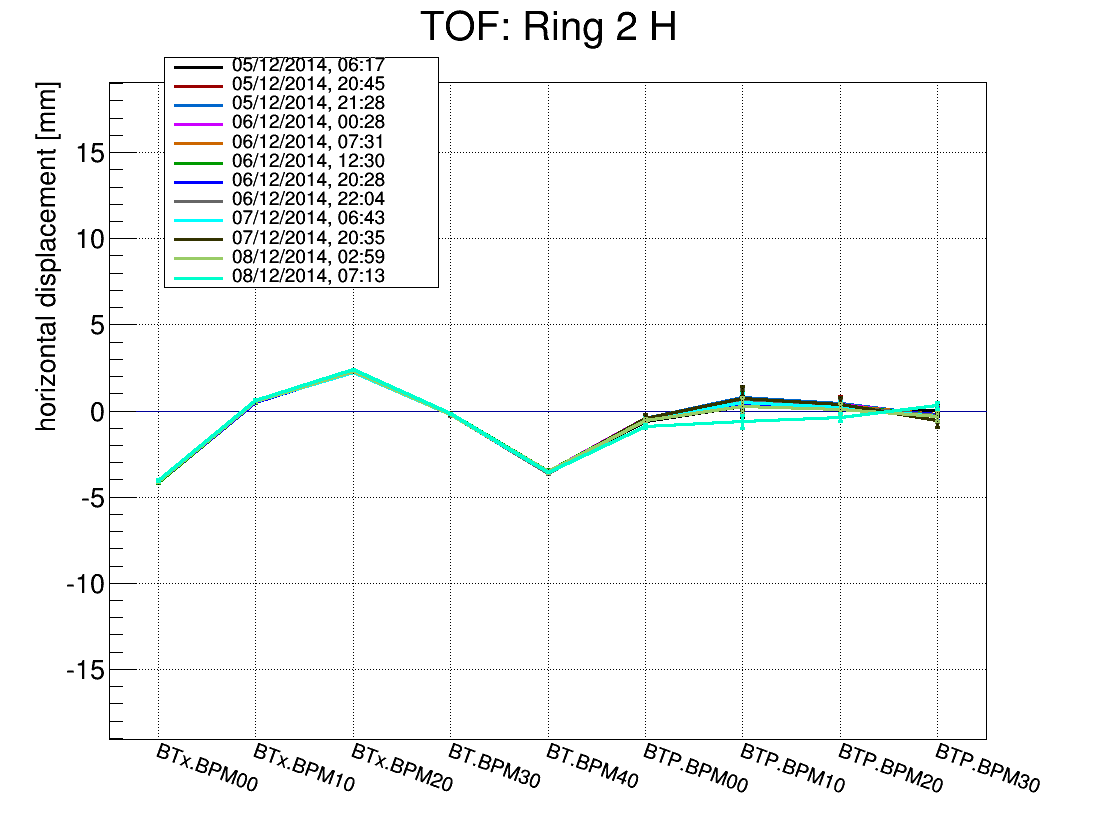 TOF: Ring 2 H
horizontal displacement [mm]
05/12/2014, 06:17
05/12/2014, 20:45
05/12/2014, 21:28
06/12/2014, 00:28
06/12/2014, 07:31
06/12/2014, 12:30
06/12/2014, 20:28
06/12/2014, 22:04
07/12/2014, 06:43
07/12/2014, 20:35
08/12/2014, 02:59
08/12/2014, 07:13
15
10
5
0
-5
-10
-15
BTx.BPM00
BTx.BPM10
BTx.BPM20
BT.BPM30
BT.BPM40
BTP.BPM00
BTP.BPM10
BTP.BPM20
BTP.BPM30